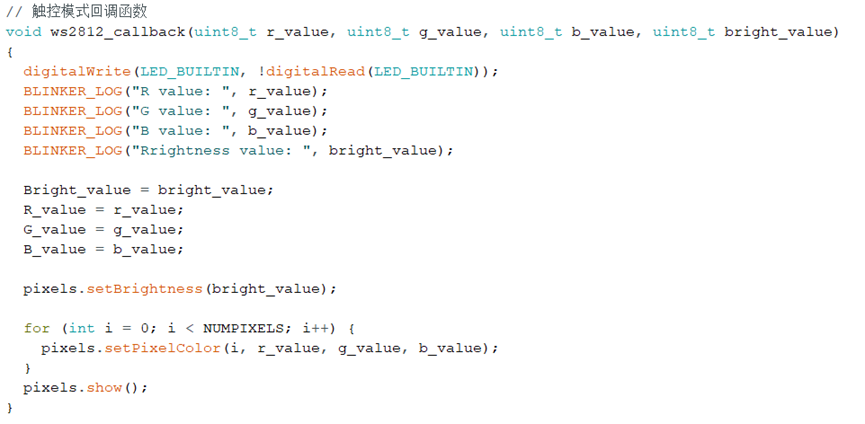 // 触控模式回调函数
void ws2812_callback(uint8_t r_value, uint8_t g_value, uint8_t b_value, uint8_t bright_value)
{
  digitalWrite(LED_BUILTIN, !digitalRead(LED_BUILTIN));
  BLINKER_LOG("R value: ", r_value);
  BLINKER_LOG("G value: ", g_value);
  BLINKER_LOG("B value: ", b_value);
  BLINKER_LOG("Rrightness value: ", bright_value);

  Bright_value = bright_value;
  R_value = r_value;
  G_value = g_value;
  B_value = b_value;

  pixels.setBrightness(bright_value);

  for (int i = 0; i < NUMPIXELS; i++) {
    pixels.setPixelColor(i, r_value, g_value, b_value);
  }
  pixels.show();
}